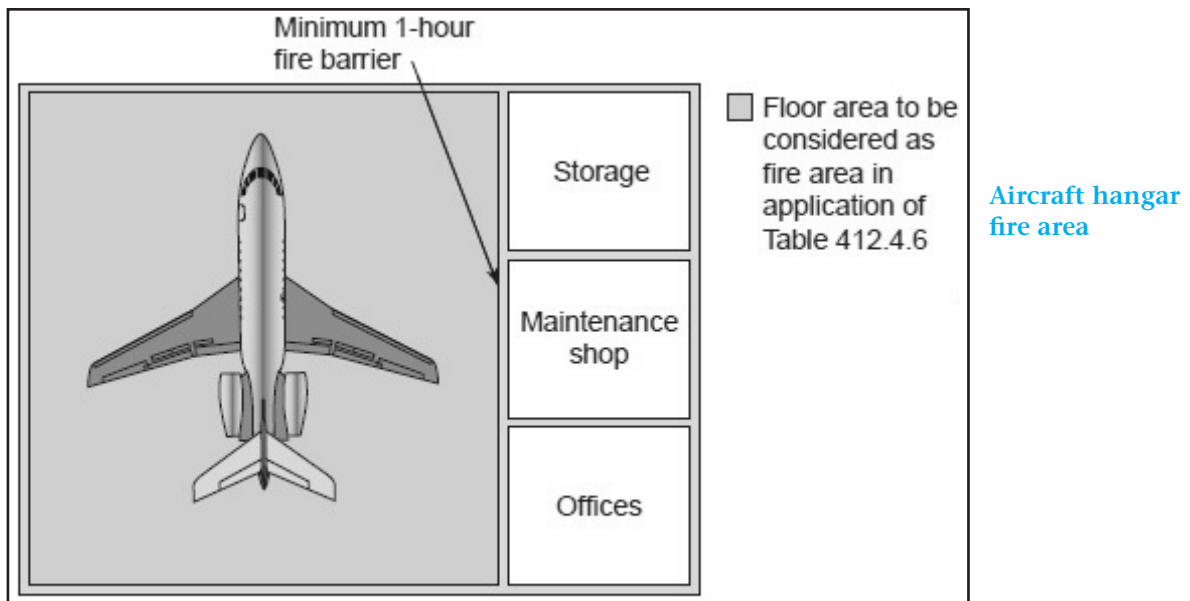 Minimum 1-hour
fire barrier
Storage
Maintenance
shop
Offices
Floor area to be
considered as
fire area in
application of
Table 412.4.6
Aircraft hangar
fire area